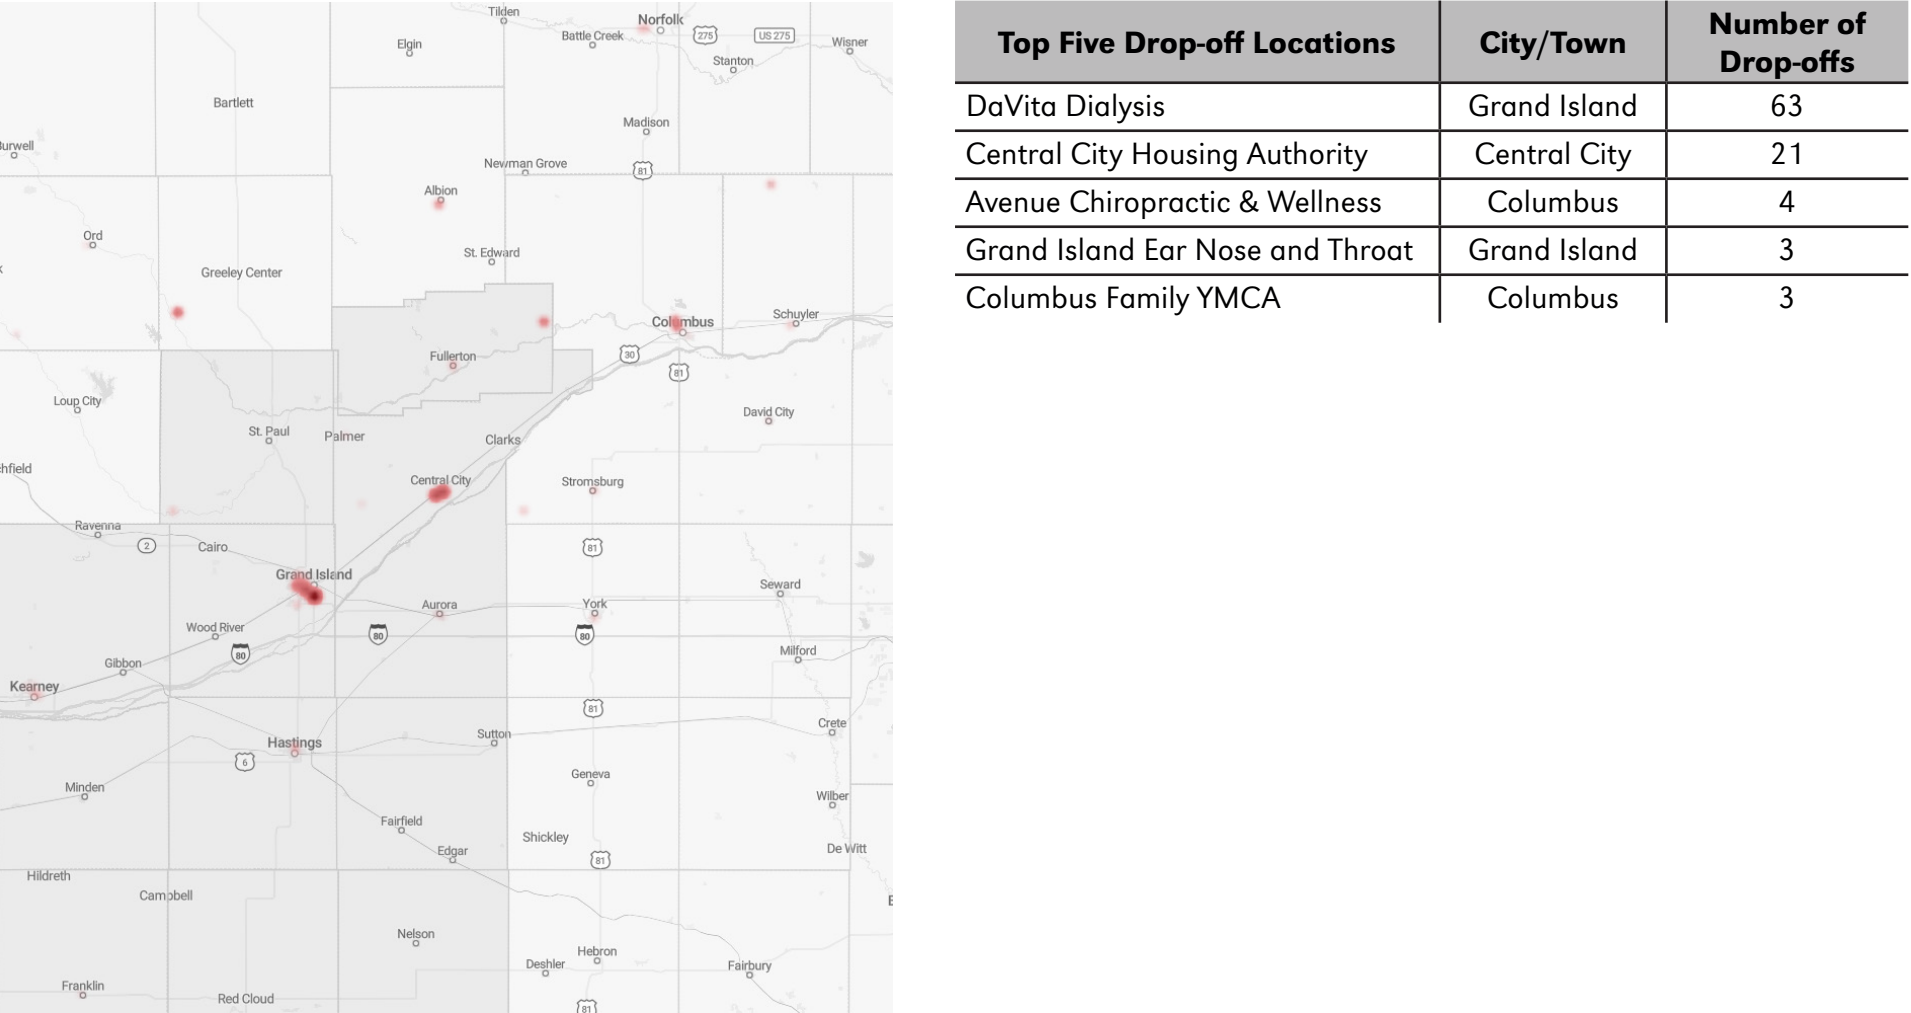 Tilden
Norfolk
Battle Creek
275
US 275
Wisner
Elgin
Stanton
Bartlett
Madison
Burwell
Newman Grove
81
Albion
Ord
St. Edward
Greeley Center
Columbus
Schuyler
30
Fullerton
81
Loup City
David City
St. Paul
Palmer
Clarks
chfield
Central City
Stromsburg
Ravenna
2
Cairo
81
Grand Island
Seward
Aurora
York
Wood River
80
80
80
Milford
Gibbon
Kearney
81
Crete
Hastings
Sutton
6
Geneva
Minden
Wilber
Fairfield
Shickley
De Witt
Edgar
81
Hildreth
Campbell
Nelson
Hebron
Deshler
Fairbury
Franklin
Red Cloud
81
Top Five Drop-off Locations City/Town Number of
Drop-offs
DaVita Dialysis Grand Island 63
Central City Housing Authority Central City 21
Avenue Chiropractic & Wellness Columbus 4
Grand Island Ear Nose and Throat Grand Island 3
Columbus Family YMCA Columbus 3